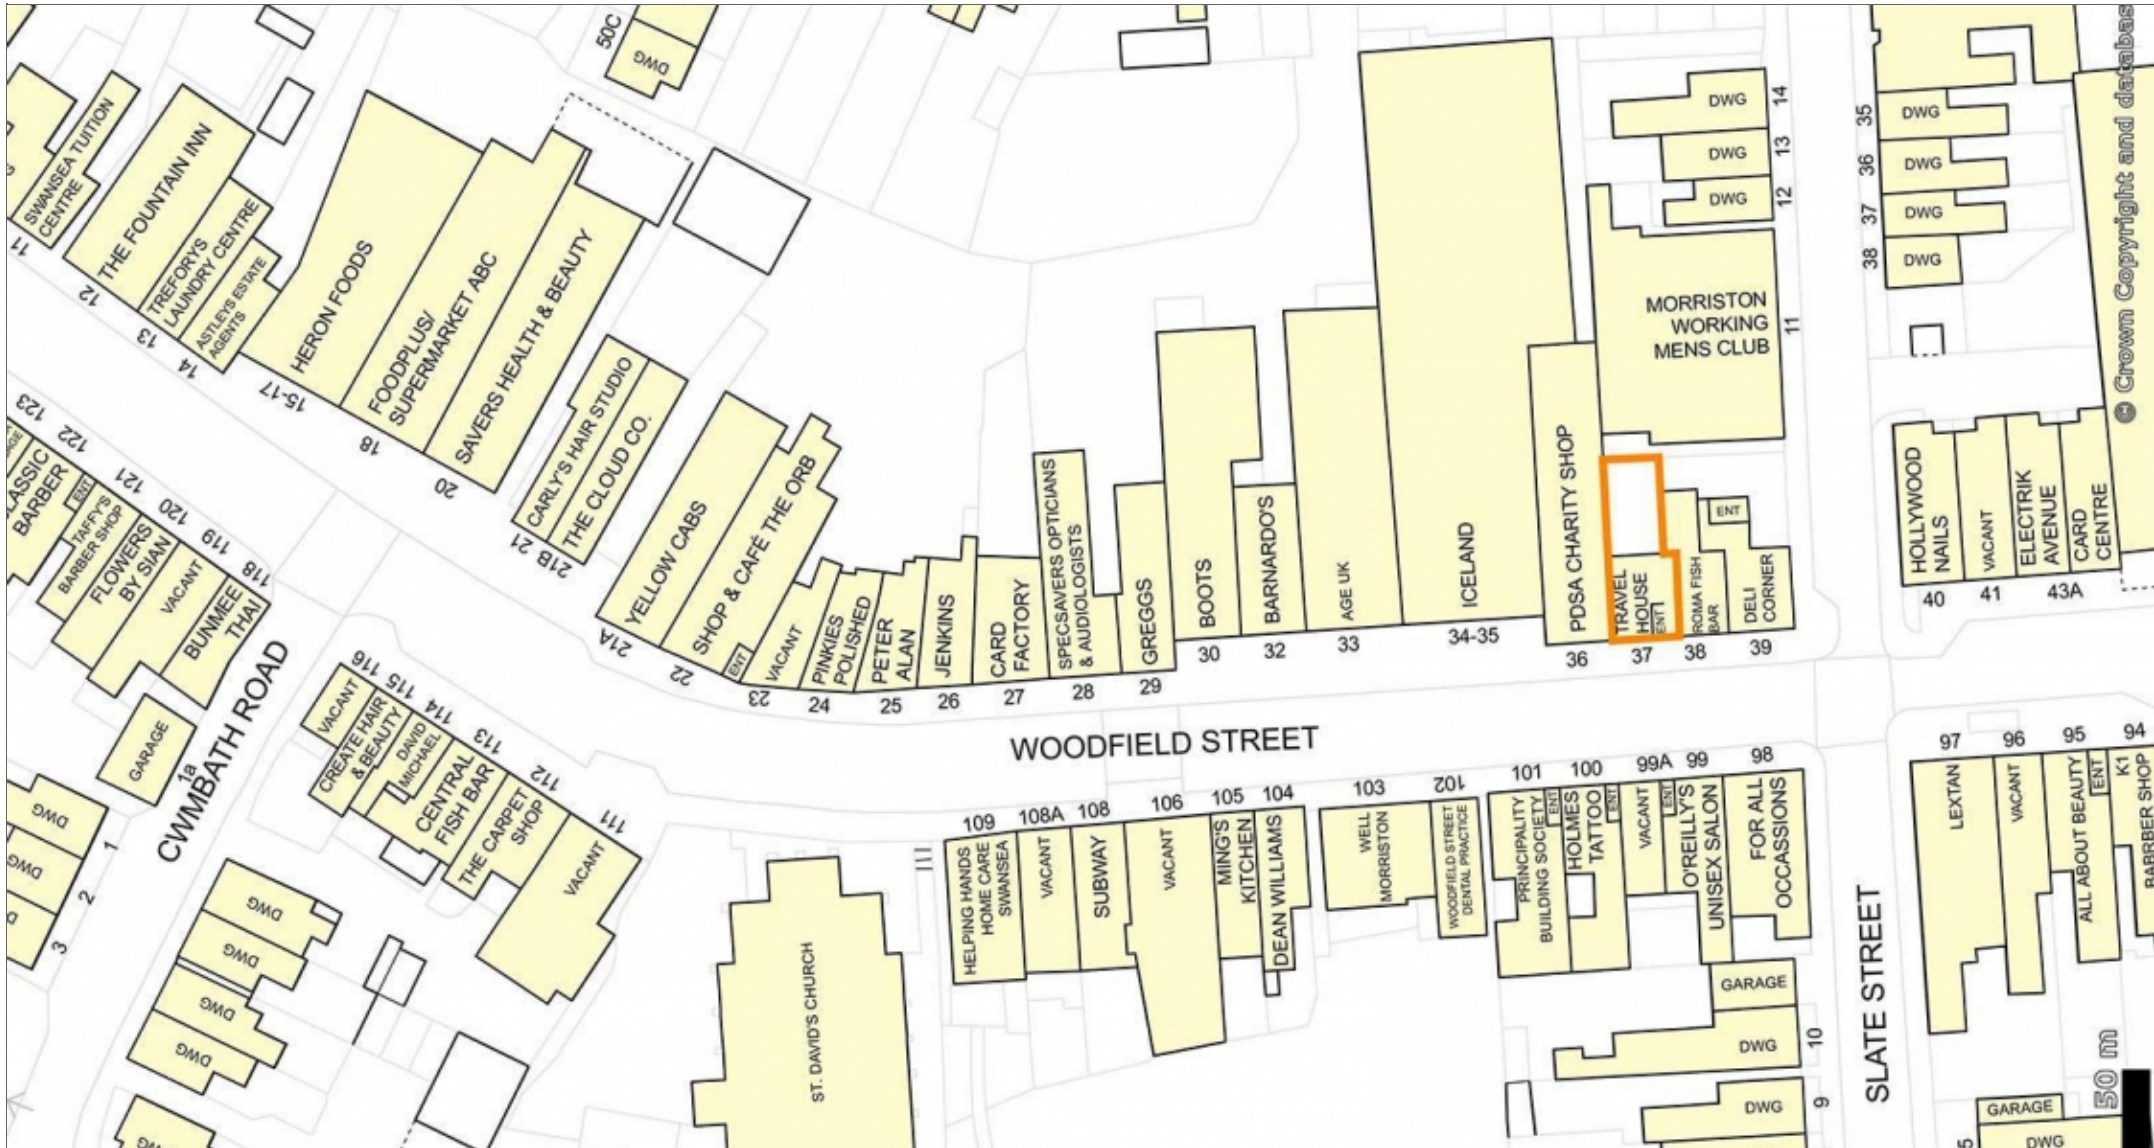 50C
DWG
SWANSEA TUITION
CENTRE
11
THE FOUNTAIN INN
12
TREFORYS
LAUNDRY CENTRE
13
ASTLEYS ESTATE
AGENTS
14
HERON FOODS
15-17
FOODPLUS/
SUPERMARKET ABC
18
SAVERS HEALTH & BEAUTY
20
CARLY'S HAIR STUDIO
21
THE CLOUD CO.
21B
YELLOW CABS
21A
SHOP & CAFÉ THE ORB
22
ENT
VACANT
23
PINKIES
POLISHED
24
PETER
ALAN
25
JENKINS
26
CARD
FACTORY
27
SPECSAVERS OPTICIANS
& AUDIOLOGISTS
28
GREGGS
29
BOOTS
30
BARNARDO'S
32
AGE UK
33
ICELAND
34-35
PDSA CHARITY SHOP
36
TRAVEL
HOUSE
ENT
37
ROMA FISH
BAR
38
ENT
DELI
CORNER
39
MORRISTON
WORKING
MENS CLUB
11
DWG
14
DWG
13
DWG
12
35
DWG
36
DWG
37
DWG
38
DWG
HOLLYWOOD
NAILS
40
VACANT
41
ELECTRIK
AVENUE
CARD
CENTRE
43A
© Crown Copyright and databas
123
BARBER
122
ENT
TAFFY'S
BARBER SHOP
121
FLOWERS
BY SIAN
120
VACANT
119
BUNMEE
THAI
118
GARAGE
1a
CWMBATH ROAD
DWG
1
DWG
2
3
116
VACANT
115
CREATE HAIR
& BEAUTY
114
DAVID
MICHAEL
113
CENTRAL
FISH BAR
112
THE CARPET
SHOP
111
VACANT
DWG
DWG
DWG
DWG
WOODFIELD STREET
ST. DAVID'S CHURCH
109
HELPING HANDS
HOME CARE
SWANSEA
108A
VACANT
108
SUBWAY
106
VACANT
105
MING'S
KITCHEN
104
DEAN WILLIAMS
103
WELL
MORRISTON
102
WOODFIELD STREET
DENTAL PRACTICE
101
PRINCIPALITY
BUILDING SOCIETY
ENT
100
HOLMES
TATTOO
ENT
99A
VACANT
ENT
99
O'REILLY'S
UNISEX SALON
98
FOR ALL
OCCASSIONS
GARAGE
DWG
10
DWG
9
SLATE STREET
97
LEXTAN
96
VACANT
95
ALL ABOUT BEAUTY
ENT
94
K1
BARBER SHOP
GARAGE
DWG
50 m